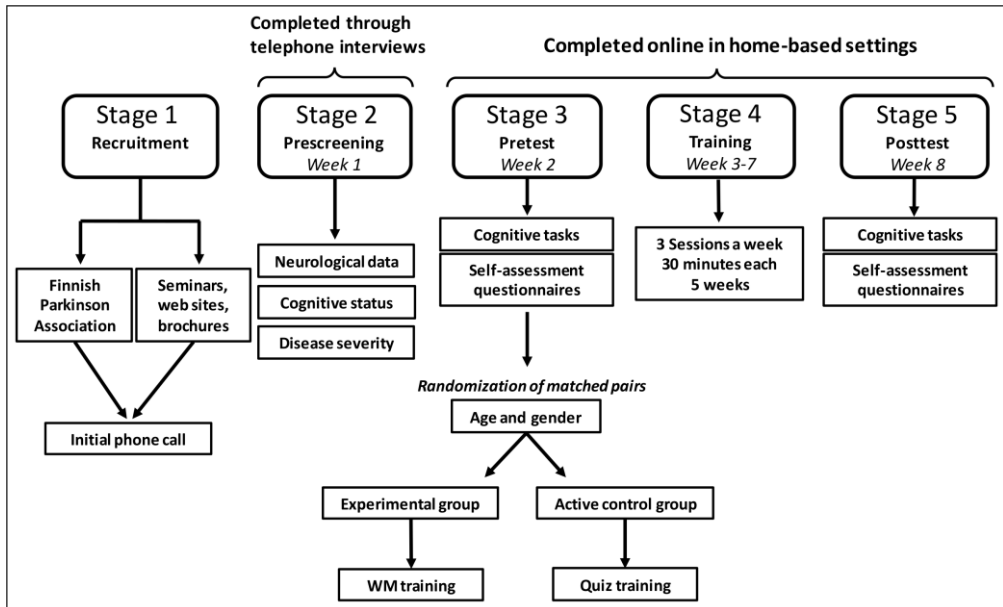 Completed through
telephone interviews
Completed online in home-based settings
Stage 1
Recruitment
Stage 2
Prescreening
Week 1
Stage 3
Pretest
Week 2
Stage 4
Training
Week 3-7
Stage 5
Posttest
Week 8
Finnish
Parkinson
Association
Seminars,
web sites,
brochures
Initial phone call
Neurological data
Cognitive status
Disease severity
Cognitive tasks
Self-assessment
questionnaires
3 Sessions a week
30 minutes each
5 weeks
Cognitive tasks
Self-assessment
questionnaires
Randomization of matched pairs
Age and gender
Experimental group
Active control group
WM training
Quiz training